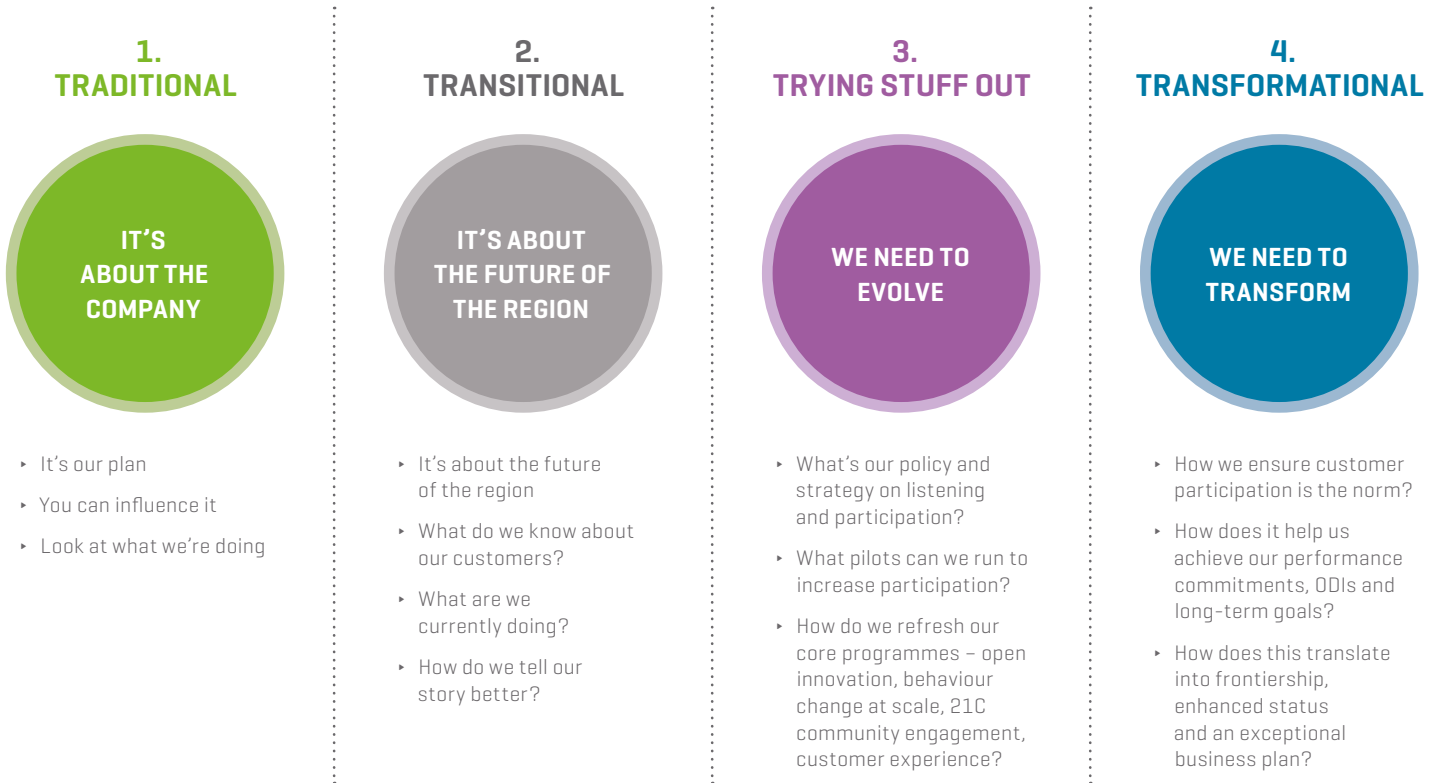 1.
TRADITIONAL
IT'S
ABOUT THE
COMPANY
‣ It's our plan
‣ You can influence it
‣ Look at what we're doing
2.
TRANSITIONAL
IT'S ABOUT
THE FUTURE OF
THE REGION
‣ It's about the future
of the region
‣ What do we know about
our customers?
‣ What are we
currently doing?
‣ How do we tell our
story better?
3.
TRYING STUFF OUT
WE NEED TO
EVOLVE
‣ What's our policy and
strategy on listening
and participation?
‣ What pilots can we run to
increase participation?
‣ How do we refresh our
core programmes – open
innovation, behaviour
change at scale, 21C
community engagement,
customer experience?
4.
TRANSFORMATIONAL
WE NEED TO
TRANSFORM
‣ How we ensure customer
participation is the norm?
‣ How does it help us
achieve our performance
commitments, ODIs and
long-term goals?
‣ How does this translate
into frontiership,
enhanced status
and an exceptional
business plan?